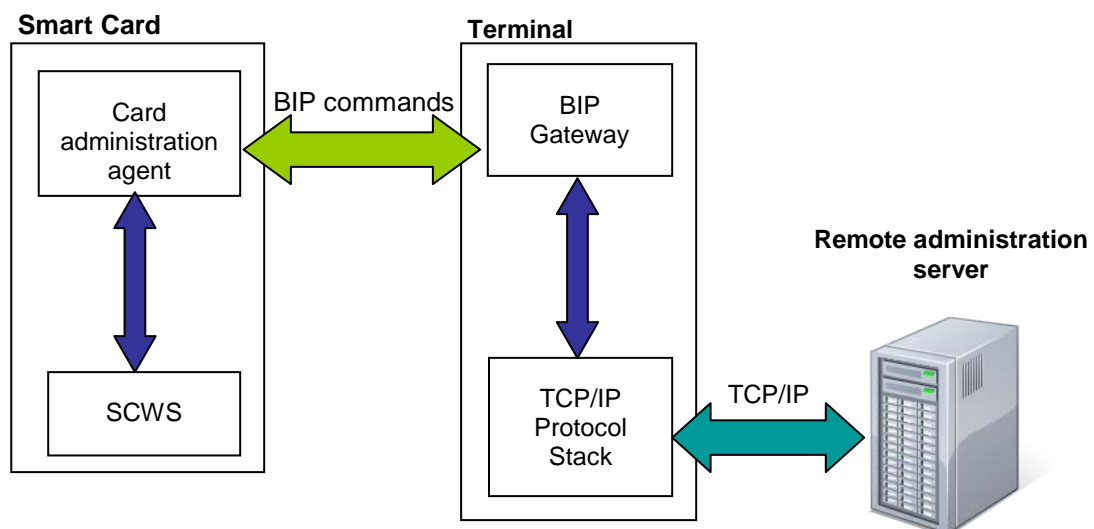 Smart Card
Terminal
Card
administration
agent
BIP commands
BIP
Gateway
Remote administration
server
SCWS
TCP/IP
Protocol
Stack
TCP/IP